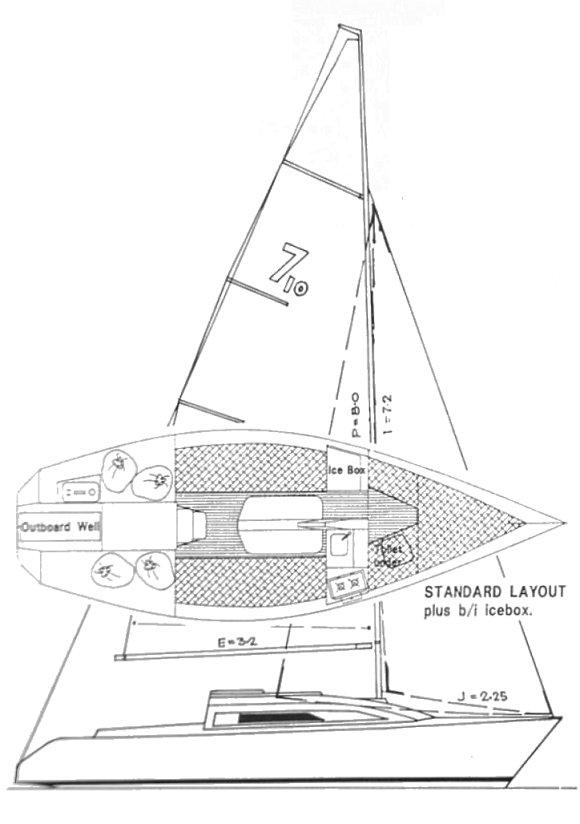 7
10
P=8·0
I=7·2
Ice Box
Outboard Well
Toilet
under
STANDARD LAYOUT
plus b/i icebox.
E=3·2
J=2·25